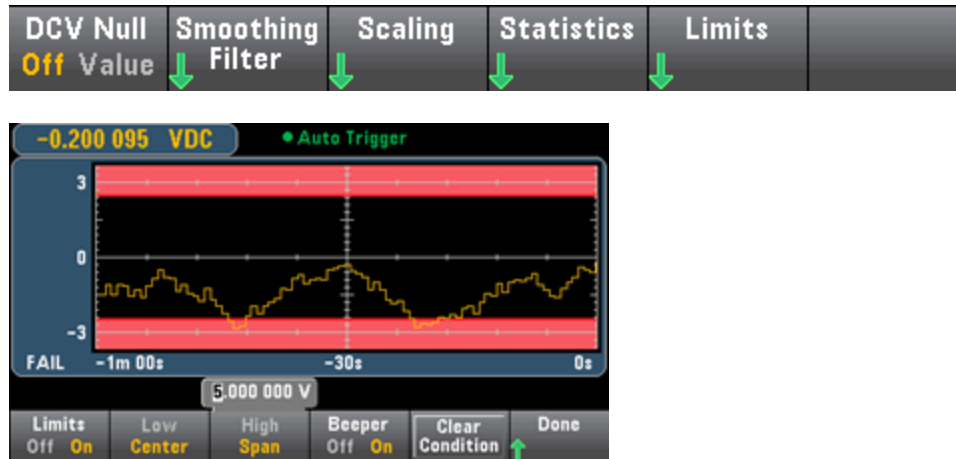 DCV Null Smoothing Scaling Statistics Limits
Off Value Filter
-0.200 095 VDC Auto Trigger
3
0
-3
FAIL -1m 00s -30s 0s
5.000 000 V
Limits Low High Beeper Clear Done
Off On Center Span Off On Condition